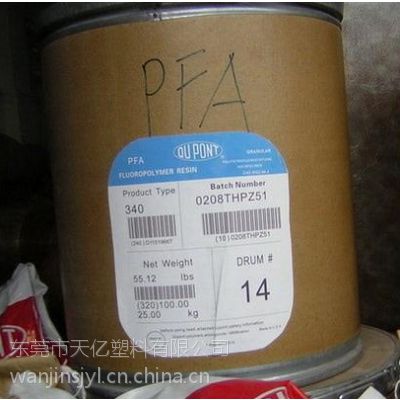 PFA
PFA
FLUOROPOLYMER RESIN
DU PONT
GRANULAR
Product Type
340
Batch Number
0208THPZ51
(10)0208THPZ51
Net Weight
55.12 lbs
(320)100.00
25.00 kg
DRUM #
14
东莞市天亿塑料有限公司
wanjinsjyl.cn.china.cn